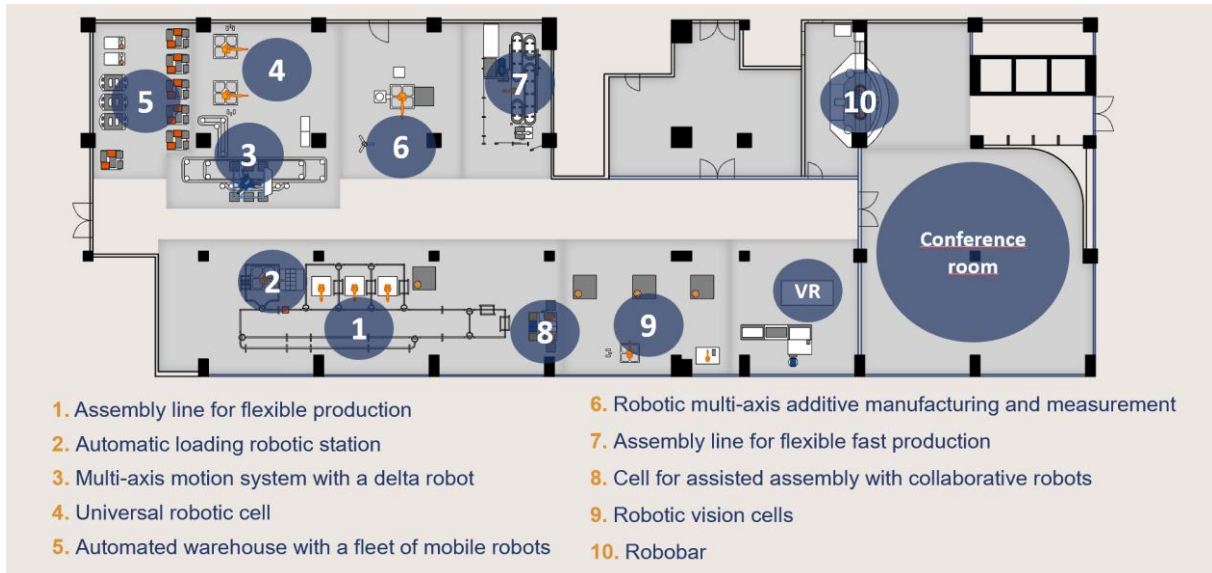 4
5
7
10
3
6
Conference
room
2
VR
1
8
9
1. Assembly line for flexible production
2. Automatic loading robotic station
3. Multi-axis motion system with a delta robot
4. Universal robotic cell
5. Automated warehouse with a fleet of mobile robots
6. Robotic multi-axis additive manufacturing and measurement
7. Assembly line for flexible fast production
8. Cell for assisted assembly with collaborative robots
9. Robotic vision cells
10. Robobar